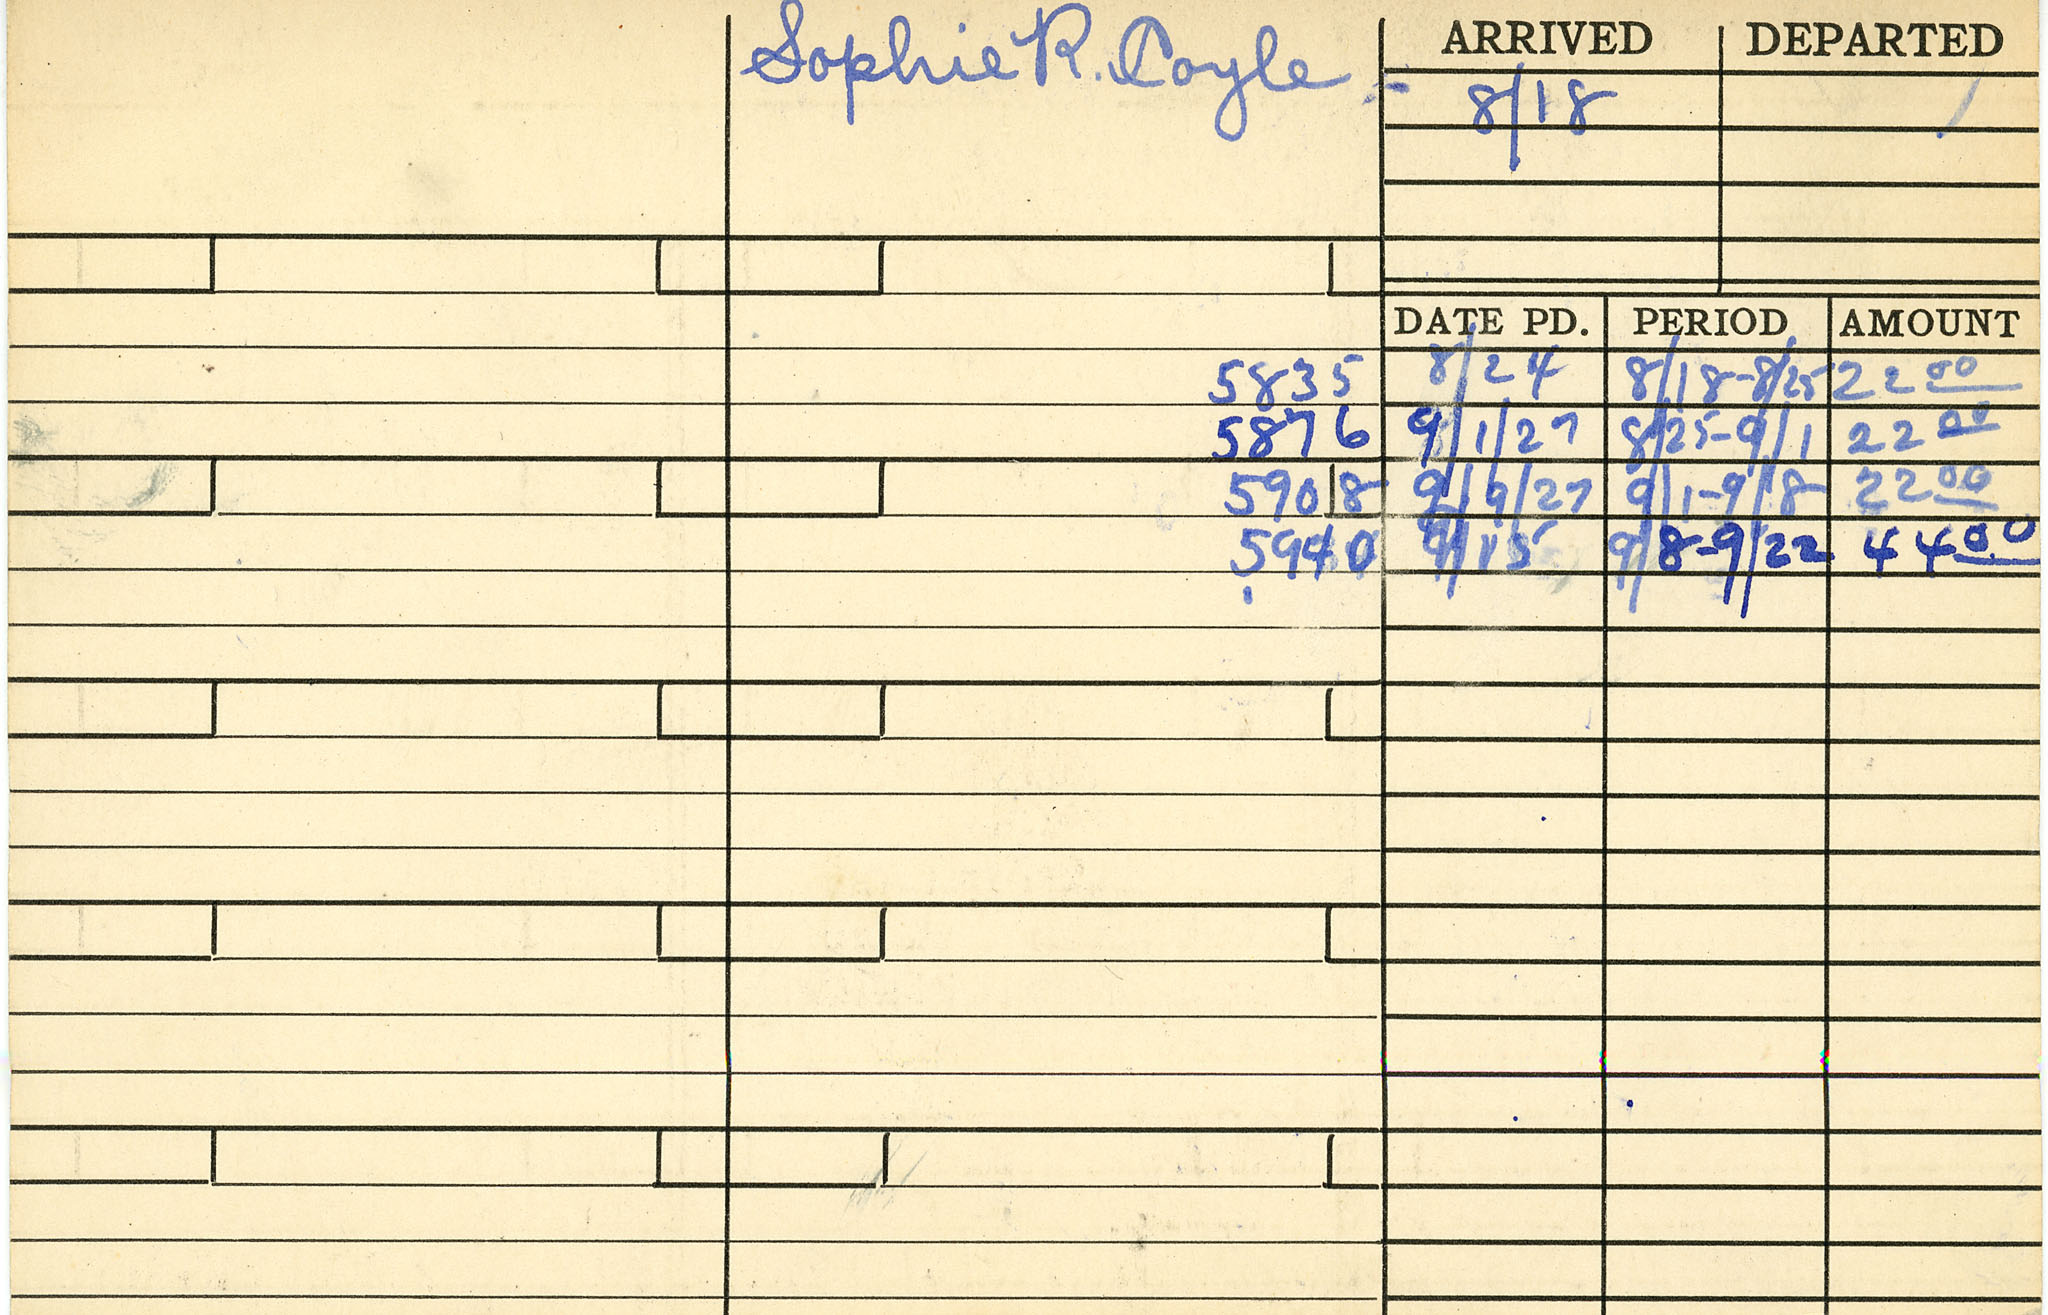 Sophie R. Coyle
ARRIVED DEPARTED
8/18
DATE PD. PERIOD AMOUNT
5835 8/24 8/18-8/25 22 00
5876 9/1/27 8/25-9/1 22 00
5908 9/9/27 9/1-9/8 22 00
5940 9/15 9/8-9/22 44 00